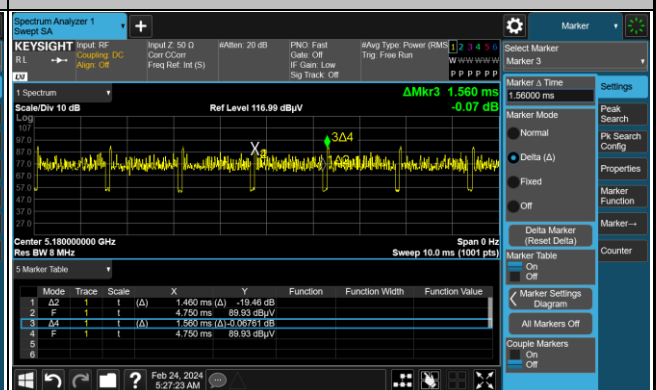 Spectrum Analyzer 1
Swept SA
+
Marker
KEYSIGHT
RL
Input: RF
Coupling: DC
Align: Off
Input Z: 50 Ω
Corr CCorr
Freq Ref: Int (S)
#Atten: 20 dB
PNO: Fast
Gate: Off
IF Gain: Low
Sig Track: Off
#Avg Type: Power (RMS
Trig: Free Run
1 2 3 4 5 6
W W W W W W
P P P P P P
LXI
Select Marker
Marker 3
1 Spectrum
Scale/Div 10 dB
Ref Level 116.99 dBµV
ΔMkr3 1.560 ms
-0.07 dB
Log
107
97.0
87.0
77.0
67.0
57.0
47.0
37.0
27.0
X
3Δ4
1Δ2
Center 5.180000000 GHz
Res BW 8 MHz
Span 0 Hz
Sweep 10.0 ms (1001 pts)
5 Marker Table
Mode Trace Scale X Y Function Function Width Function Value
1 Δ2 1 t (Δ) 1.460 ms (Δ) -19.46 dB
2 F 1 t 4.750 ms 89.93 dBµV
3 Δ4 1 t (Δ) 1.560 ms (Δ) -0.06761 dB
4 F 1 t 4.750 ms 89.93 dBµV
5
6
Marker Δ Time
1.56000 ms
Marker Mode
Normal
Delta (Δ)
Fixed
Off
Delta Marker
(Reset Delta)
Marker Table
On
Off
Marker Settings
Diagram
All Markers Off
Couple Markers
On
Off
Settings
Peak
Search
Pk Search
Config
Properties
Marker
Function
Marker→
Counter
?
Feb 24, 2024
5:27:23 AM